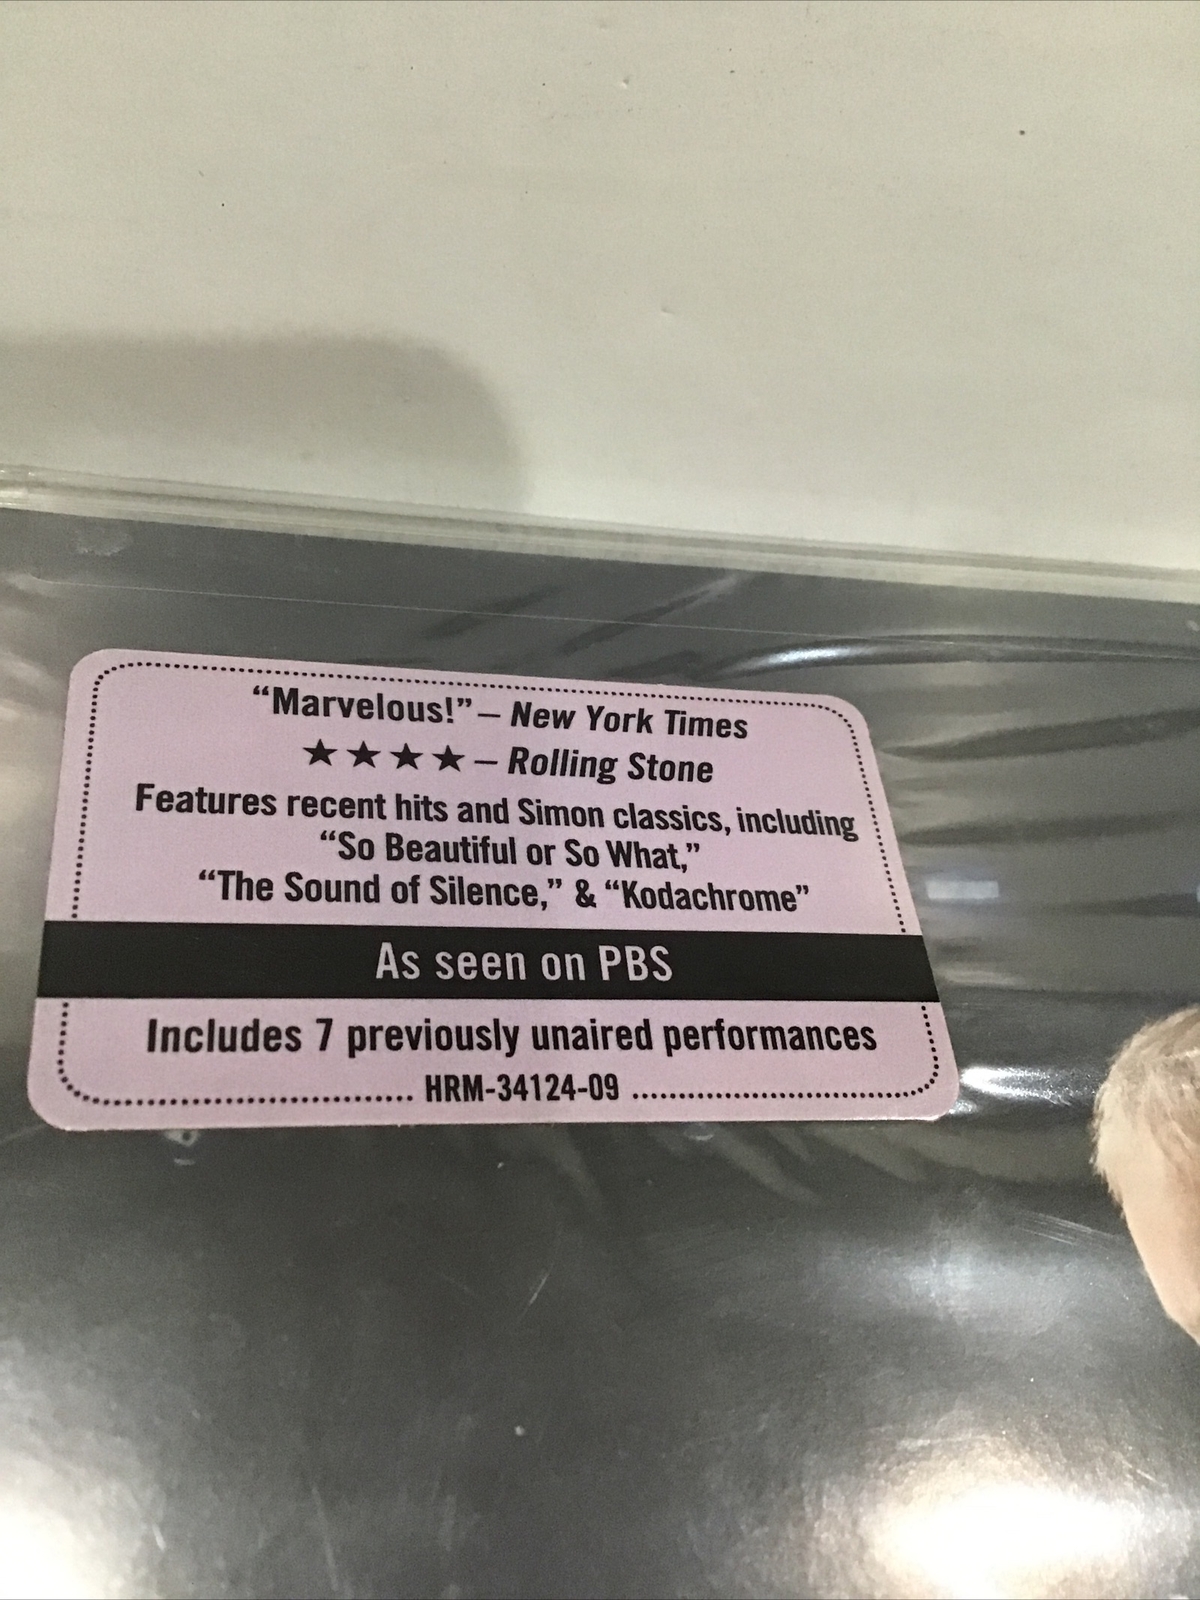 “Marvelous!” – New York Times
★★★★ – Rolling Stone
Features recent hits and Simon classics, including
“So Beautiful or So What,”
“The Sound of Silence,” & “Kodachrome”
As seen on PBS
Includes 7 previously unaired performances
HRM-34124-09